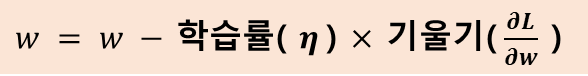 w = w − 학습률( η ) × 기울기( ∂L/∂w )